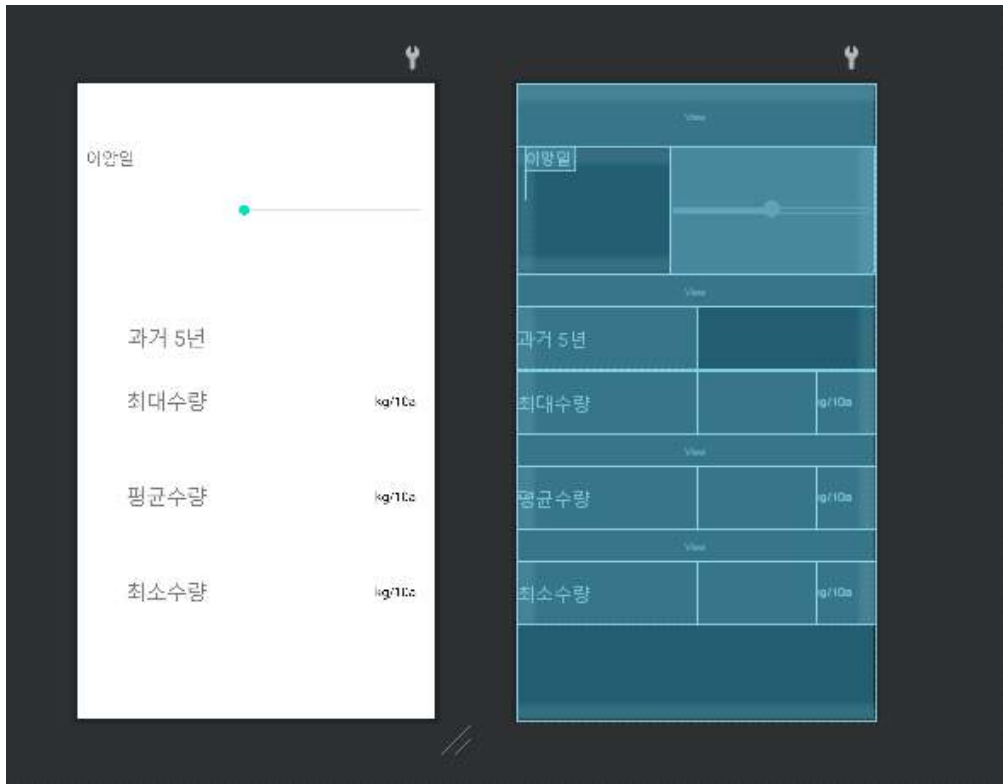 이앙일
과거 5년
최대수량 kg/10a
평균수량 kg/10a
최소수량 kg/10a
View
이앙일
View
과거 5년
최대수량 g/10a
View
평균수량 g/10a
View
최소수량 g/10a